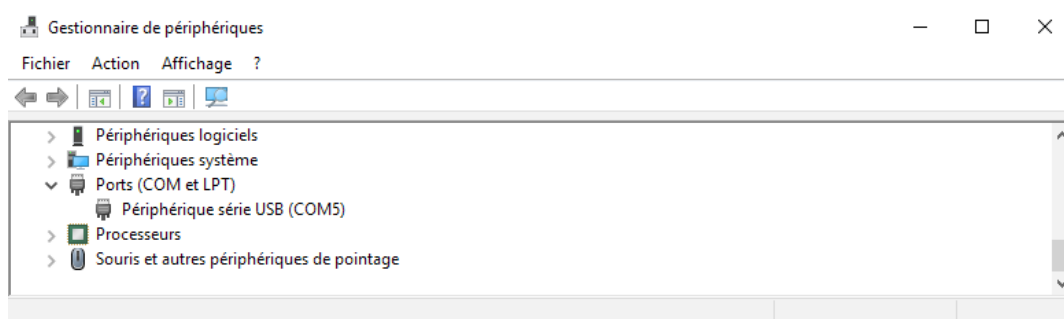 Gestionnaire de périphériques
Fichier Action Affichage ?
Périphériques logiciels
Périphériques système
Ports (COM et LPT)
Périphérique série USB (COM5)
Processeurs
Souris et autres périphériques de pointage